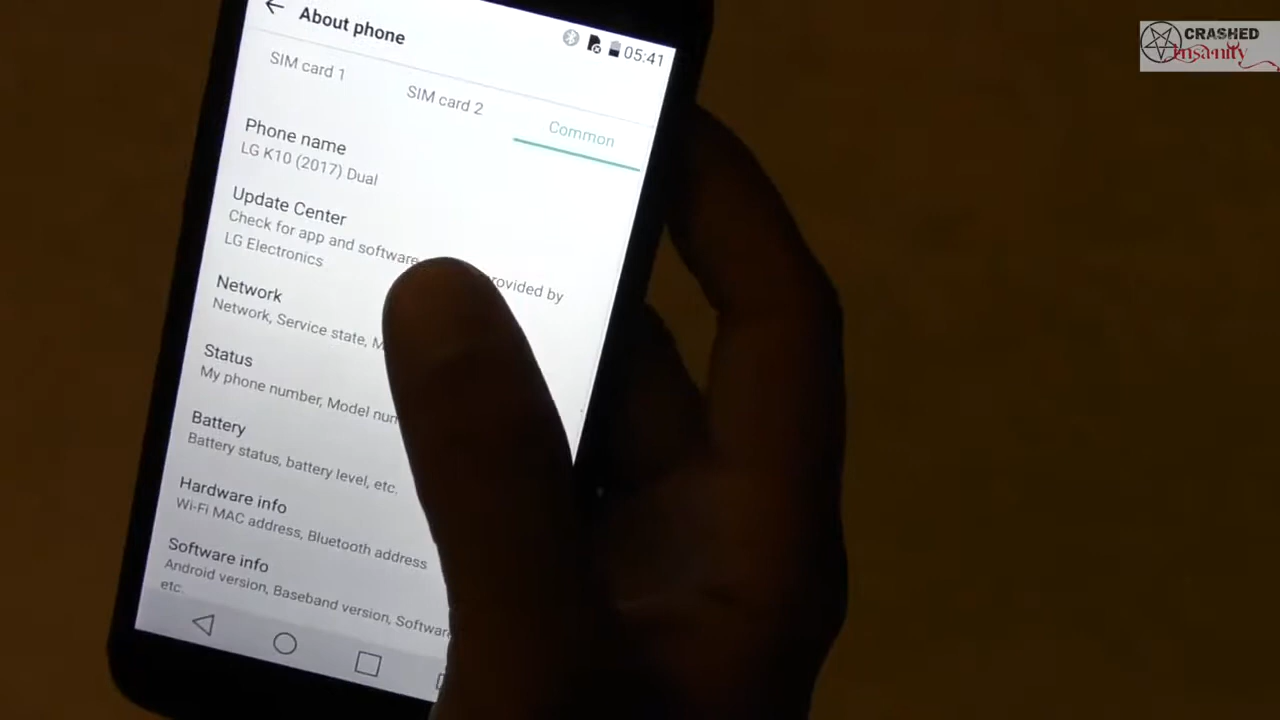 About phone
05:41
SIM card 1
SIM card 2
Common
Phone name
LG K10 (2017) Dual
Update Center
Check for app and software rovided by
LG Electronics
Network
Network, Service state, M
Status
My phone number, Model num
Battery
Battery status, battery level, etc.
Hardware info
Wi-Fi MAC address, Bluetooth address
Software info
Android version, Baseband version, Software
etc.
CRASHED
Insanity